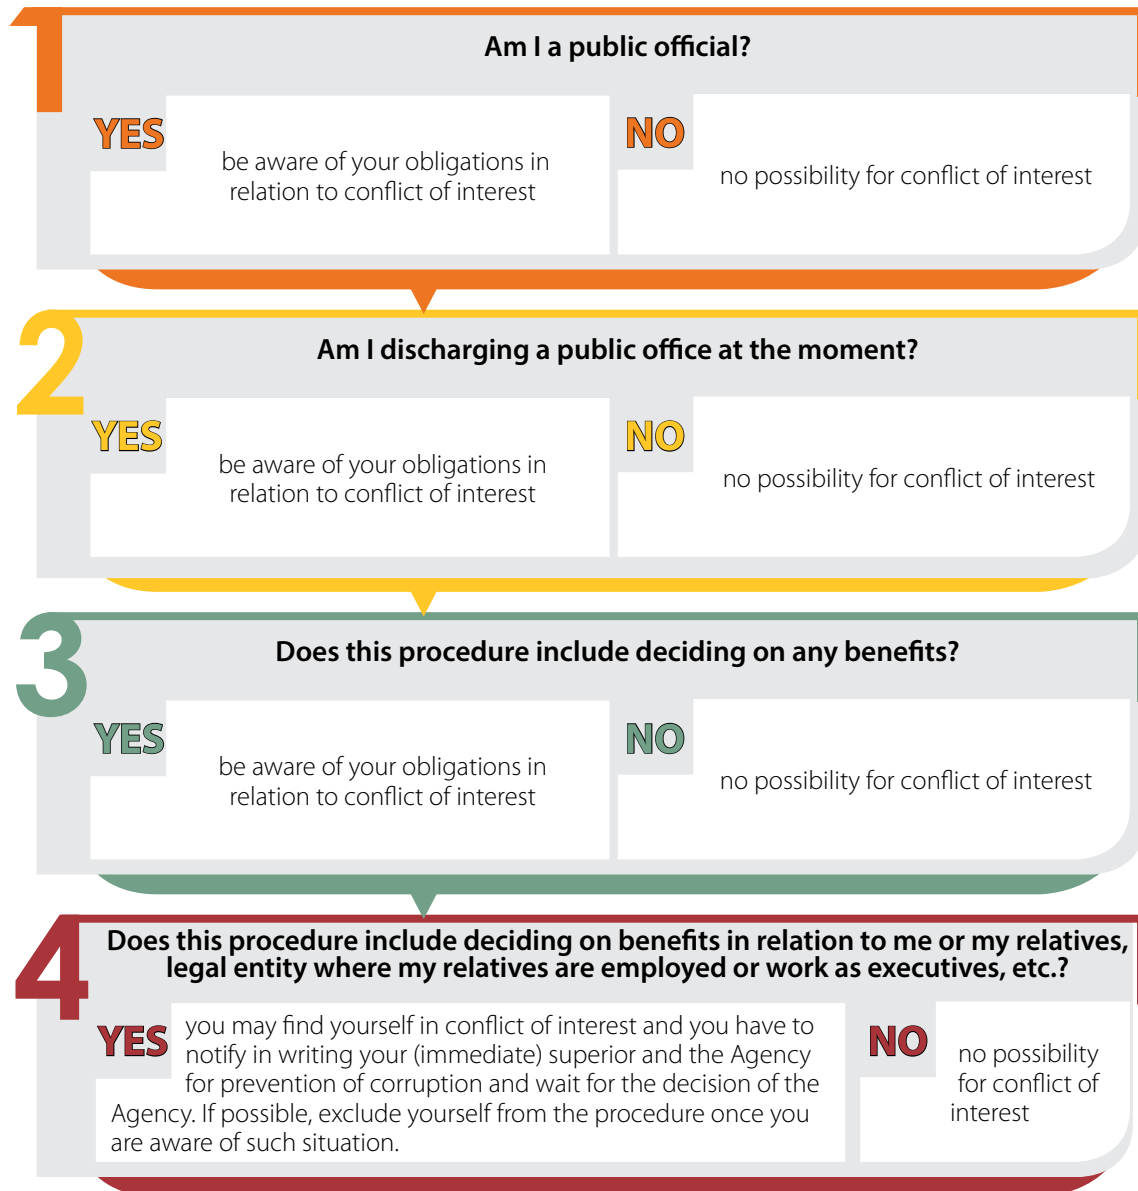 1
Am I a public official?
YES
be aware of your obligations in
relation to conflict of interest
NO
no possibility for conflict of interest
2
Am I discharging a public office at the moment?
YES
be aware of your obligations in
relation to conflict of interest
NO
no possibility for conflict of interest
3
Does this procedure include deciding on any benefits?
YES
be aware of your obligations in
relation to conflict of interest
NO
no possibility for conflict of interest
4
Does this procedure include deciding on benefits in relation to me or my relatives,
legal entity where my relatives are employed or work as executives, etc.?
YES
you may find yourself in conflict of interest and you have to
notify in writing your (immediate) superior and the Agency
for prevention of corruption and wait for the decision of the
Agency. If possible, exclude yourself from the procedure once you
are aware of such situation.
NO
no possibility
for conflict of
interest